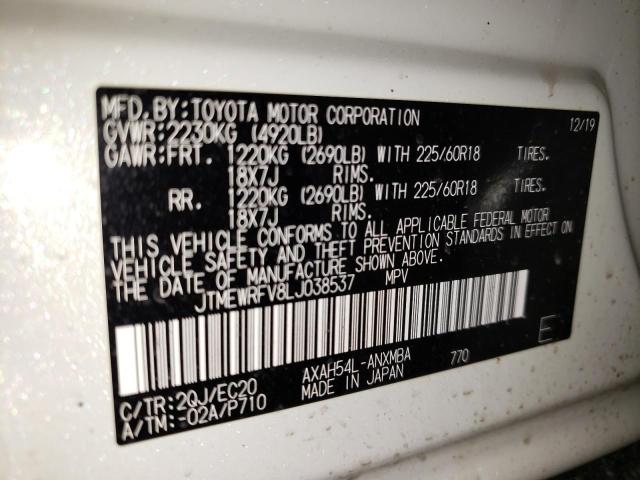 MFD. BY: TOYOTA MOTOR CORPORATION 12/19
GVWR: 2230KG (4920LB)
GAWR: FRT. 1220KG (2690LB) WITH 225/60R18 TIRES.
18X7J RIMS.
RR. 1220KG (2690LB) WITH 225/60R18 TIRES.
18X7J RIMS.
THIS VEHICLE CONFORMS TO ALL APPLICABLE FEDERAL MOTOR
VEHICLE SAFETY AND THEFT PREVENTION STANDARDS IN EFFECT ON
THE DATE OF MANUFACTURE SHOWN ABOVE.
JTMEWRFV8LJ038537 MPV
C/TR: 2QJ/EC20 AXAH54L-ANXMBA 770 E
A/TM: -02A/P710 MADE IN JAPAN